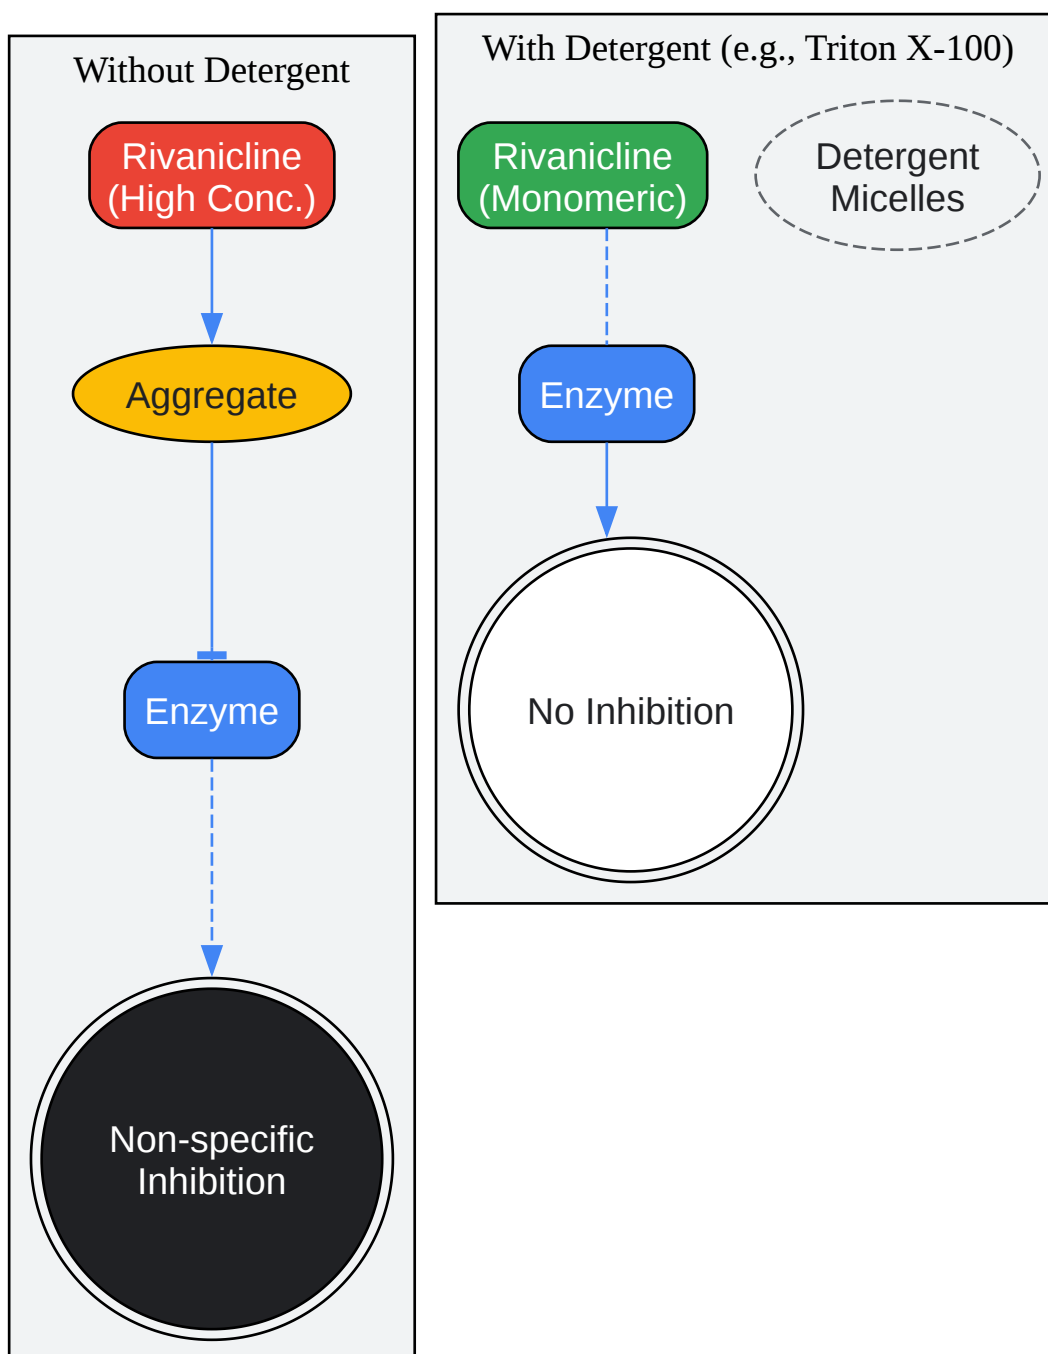 Without Detergent
Rivanicline
(High Conc.)
Aggregate
Enzyme
Non-specific
Inhibition
With Detergent (e.g., Triton X-100)
Rivanicline
(Monomeric)
Detergent
Micelles
Enzyme
No Inhibition